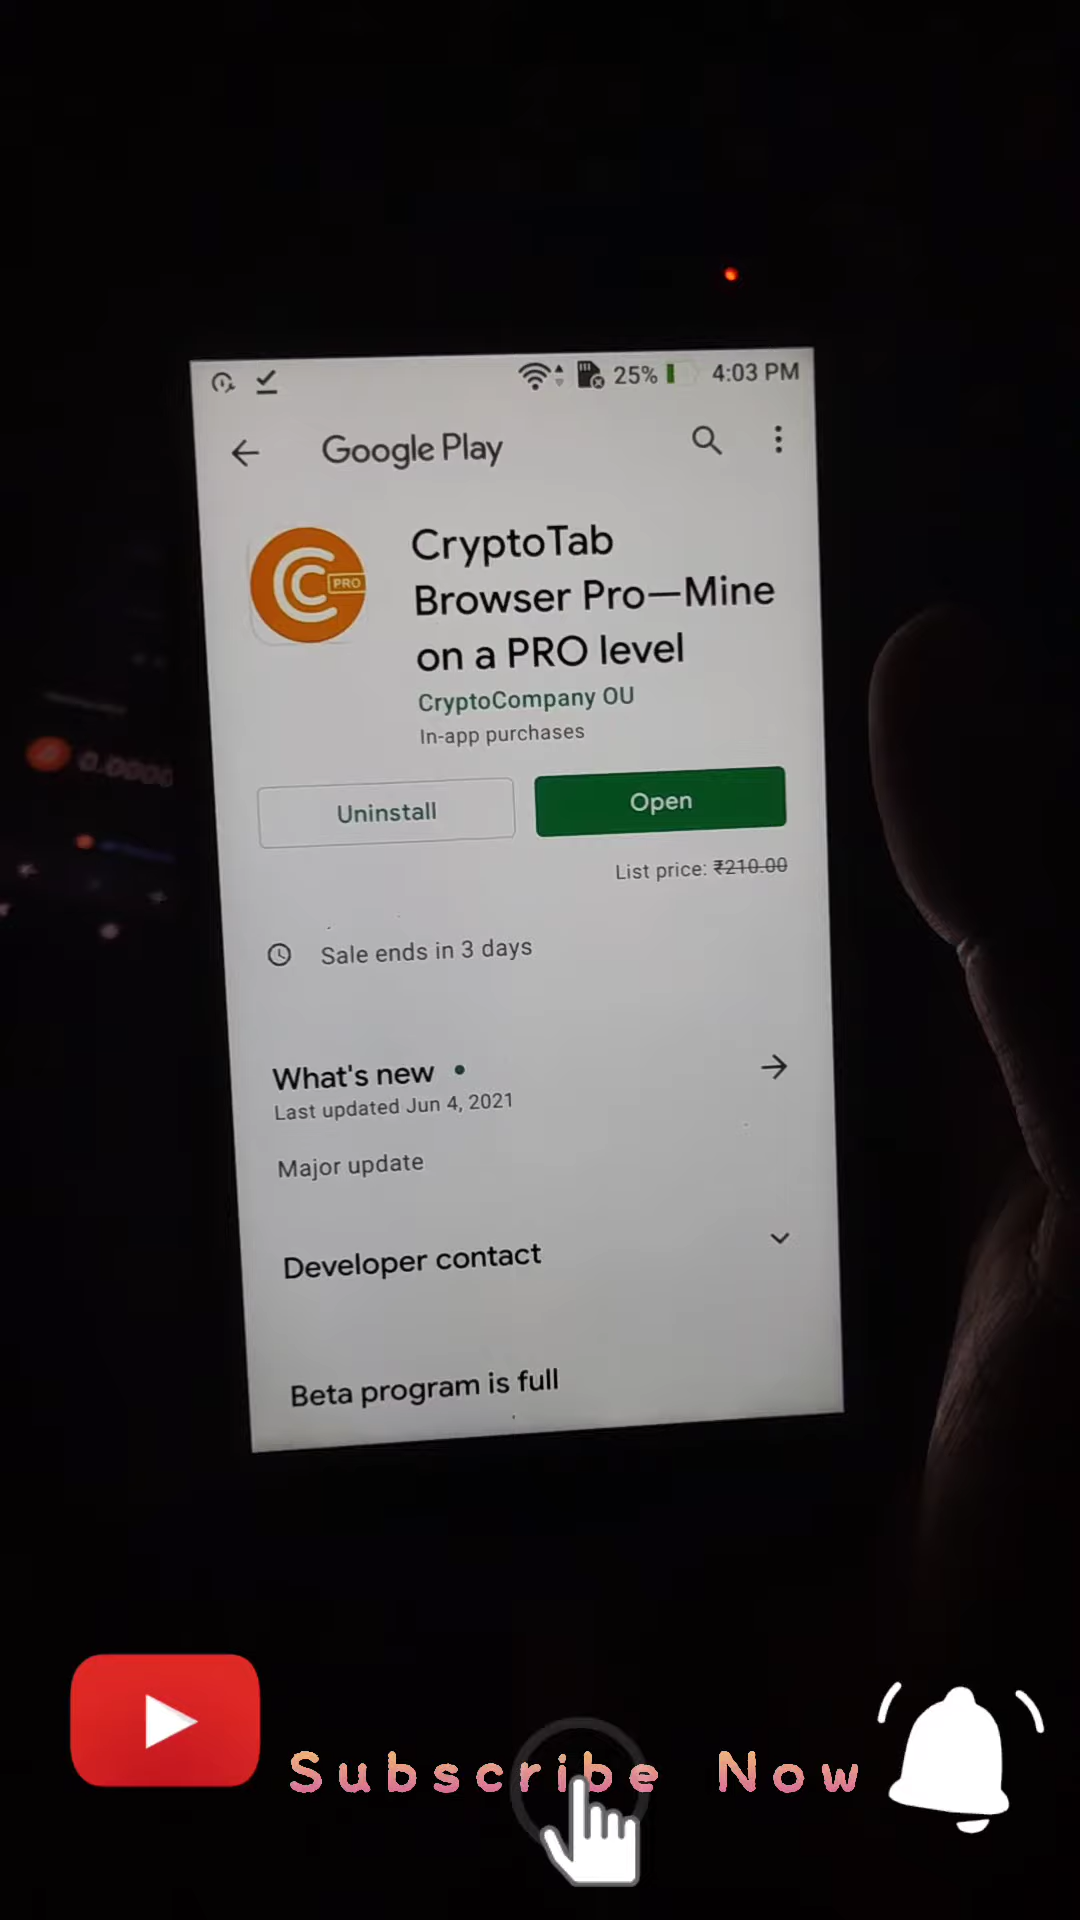 25% 4:03 PM
Google Play
CryptoTab
Browser Pro—Mine
on a PRO level
PRO
CryptoCompany OU
In-app purchases
Uninstall
Open
List price: ₹210.00
Sale ends in 3 days
What's new •
Last updated Jun 4, 2021
Major update
Developer contact
Beta program is full
Subscribe Now